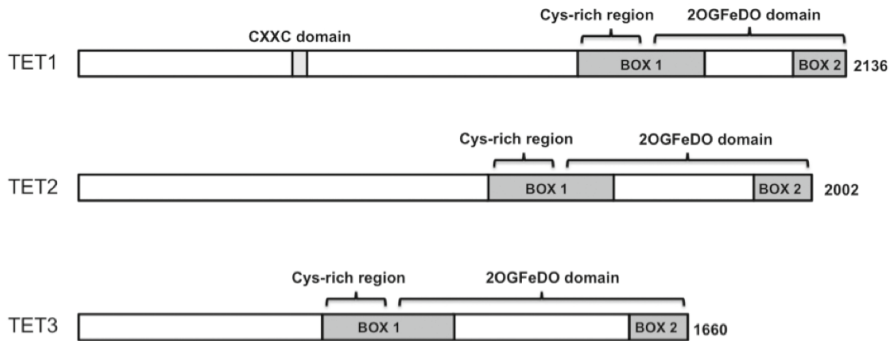 Cys-rich region 2OGFeDO domain
CXXC domain
TET1 BOX 1 BOX 2 2136
Cys-rich region 2OGFeDO domain
TET2 BOX 1 BOX 2 2002
Cys-rich region 2OGFeDO domain
TET3 BOX 1 BOX 2 1660